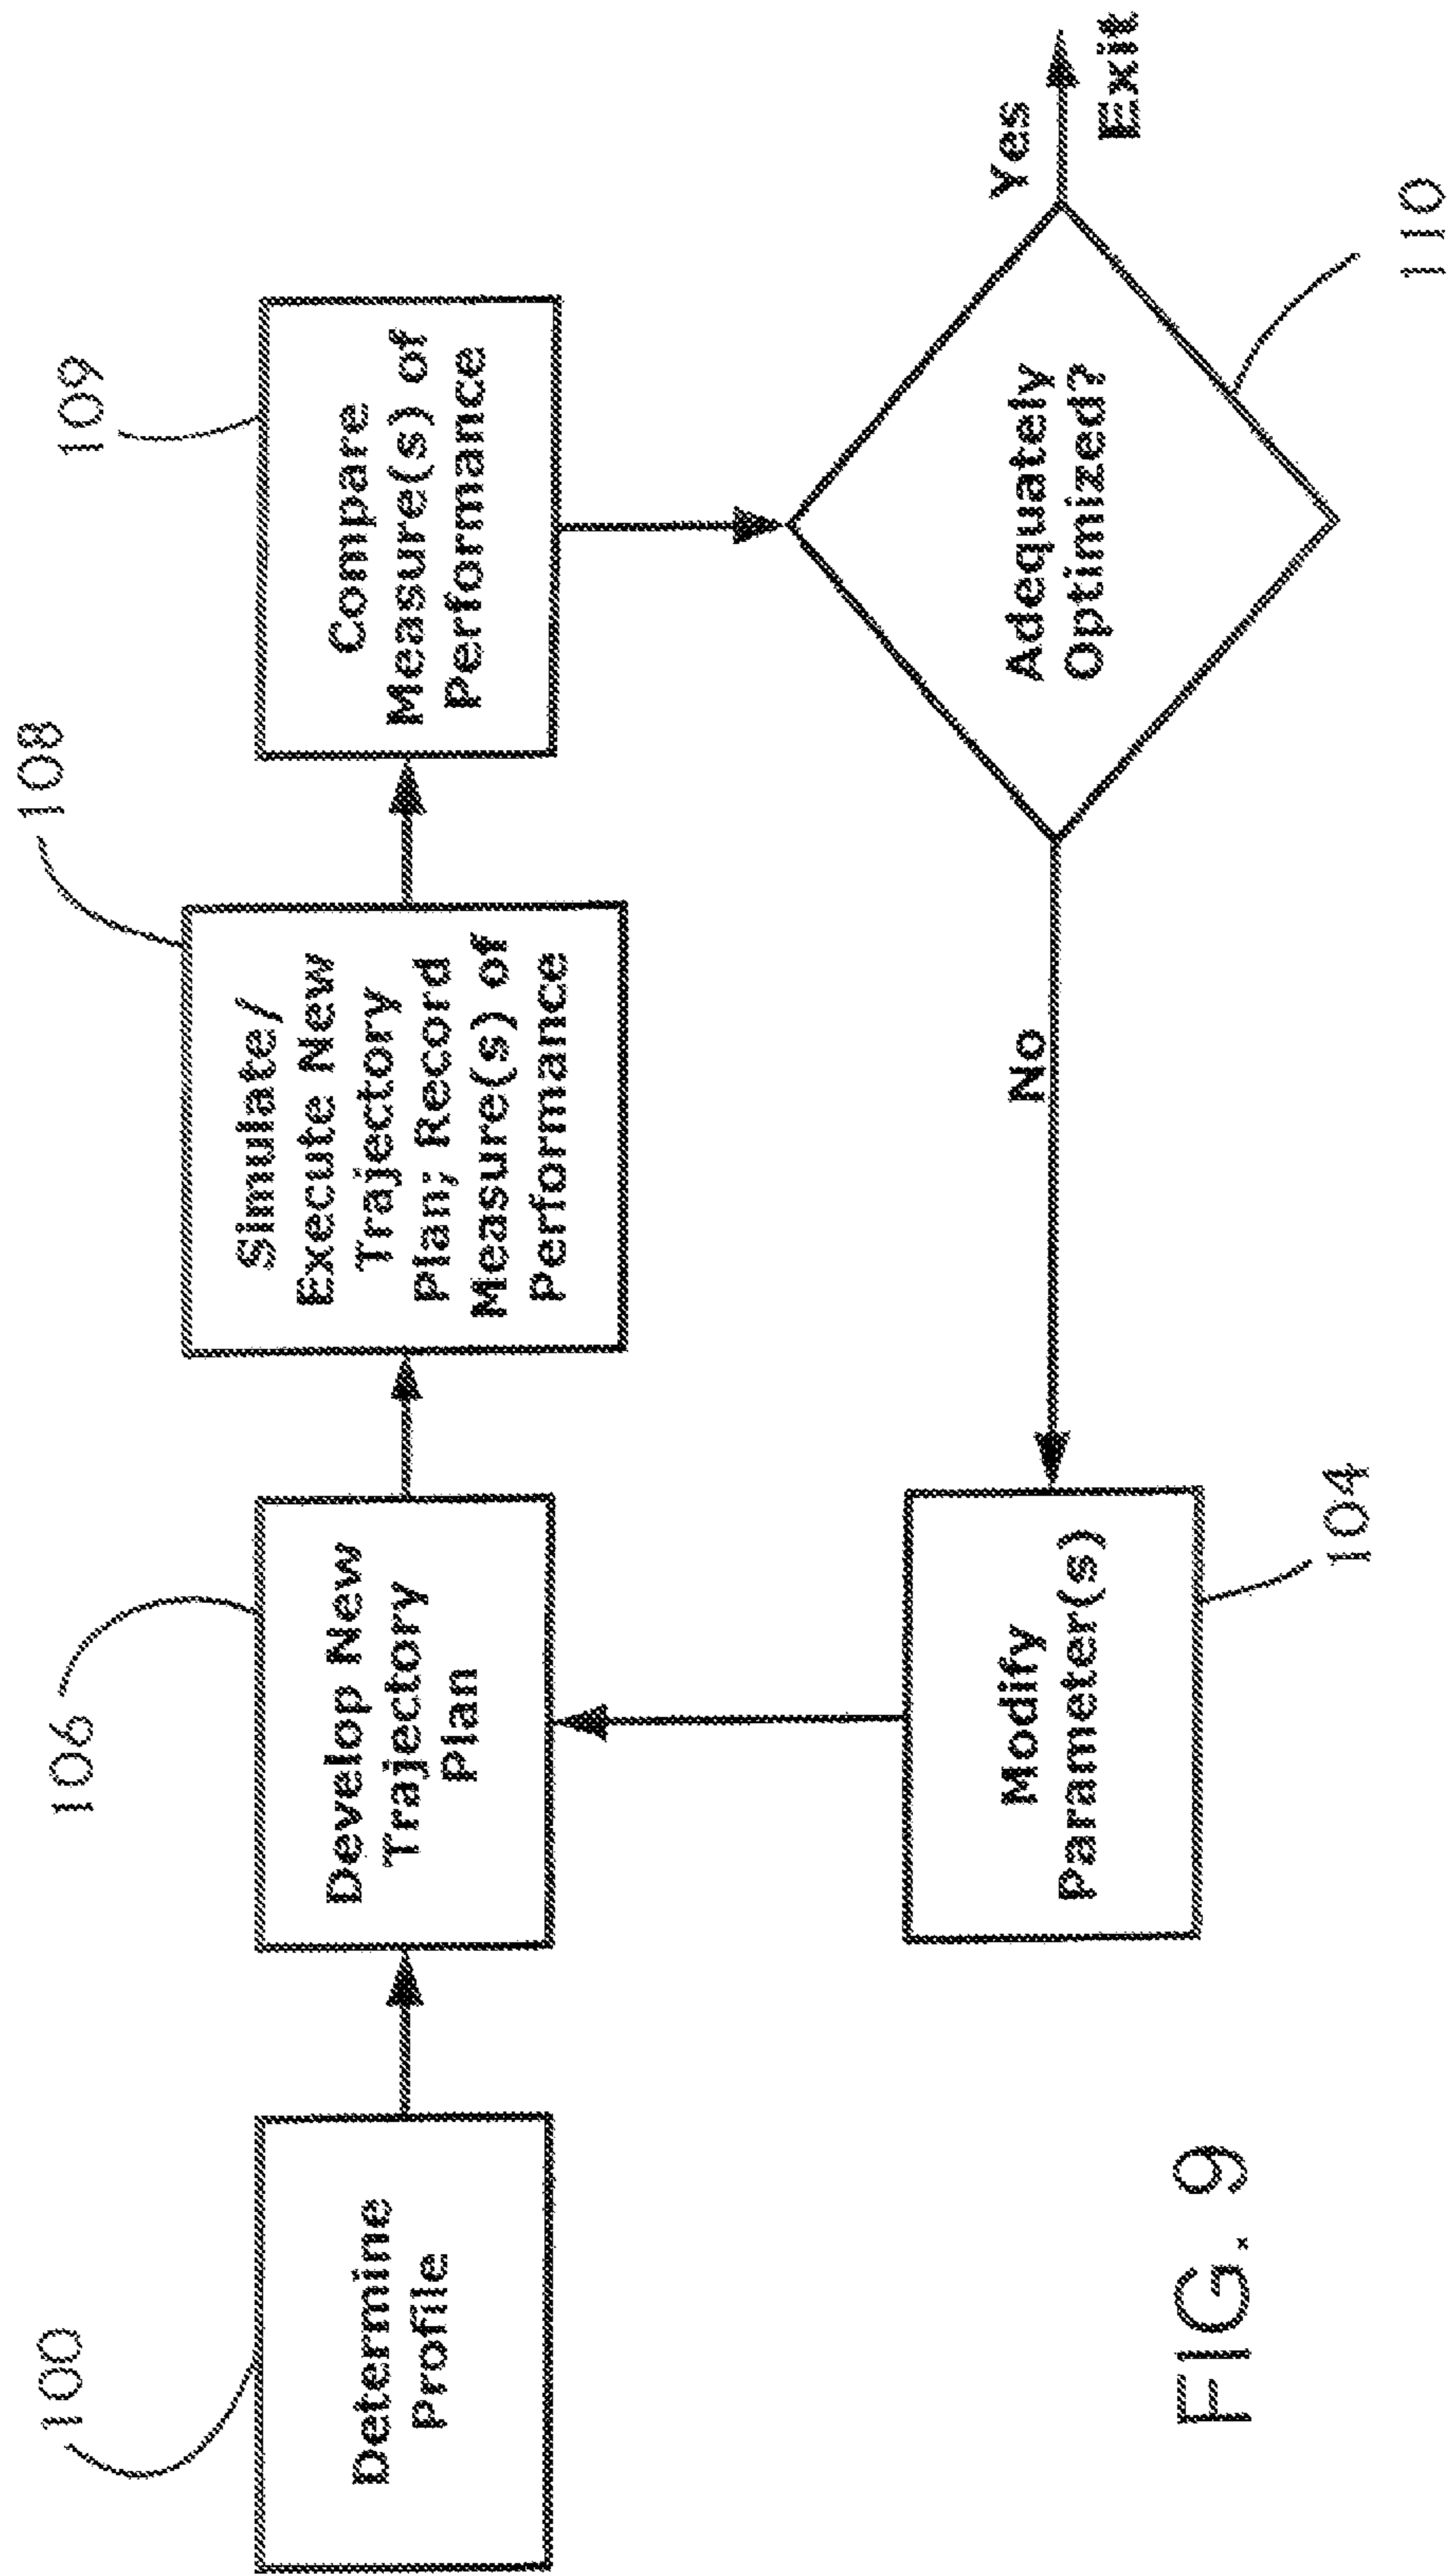 100
Determine
Profile
106
Develop New
Trajectory
Plan
108
Simulate/
Execute New
Trajectory
Plan; Record
Measure(s) of
Performance
109
Compare
Measure(s) of
Performance
Adequately
Optimized?
110
Yes
Exit
No
Modify
Parameter(s)
104
FIG. 9